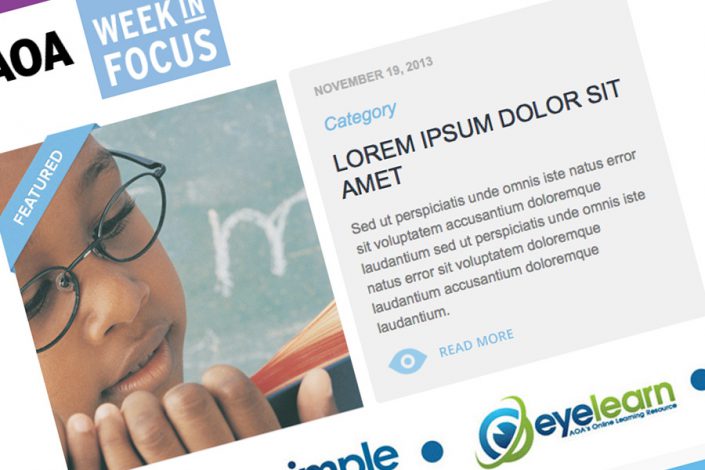 AOA
WEEK IN
FOCUS
FEATURED
m
NOVEMBER 19, 2013
Category
LOREM IPSUM DOLOR SIT
AMET
Sed ut perspiciatis unde omnis iste natus error
sit voluptatem accusantium doloremque
laudantium sed ut perspiciatis unde omnis iste
natus error sit voluptatem doloremque
laudantium accusantium doloremque
laudantium.
READ MORE
eyelearn
AOA's Online Learning Resource